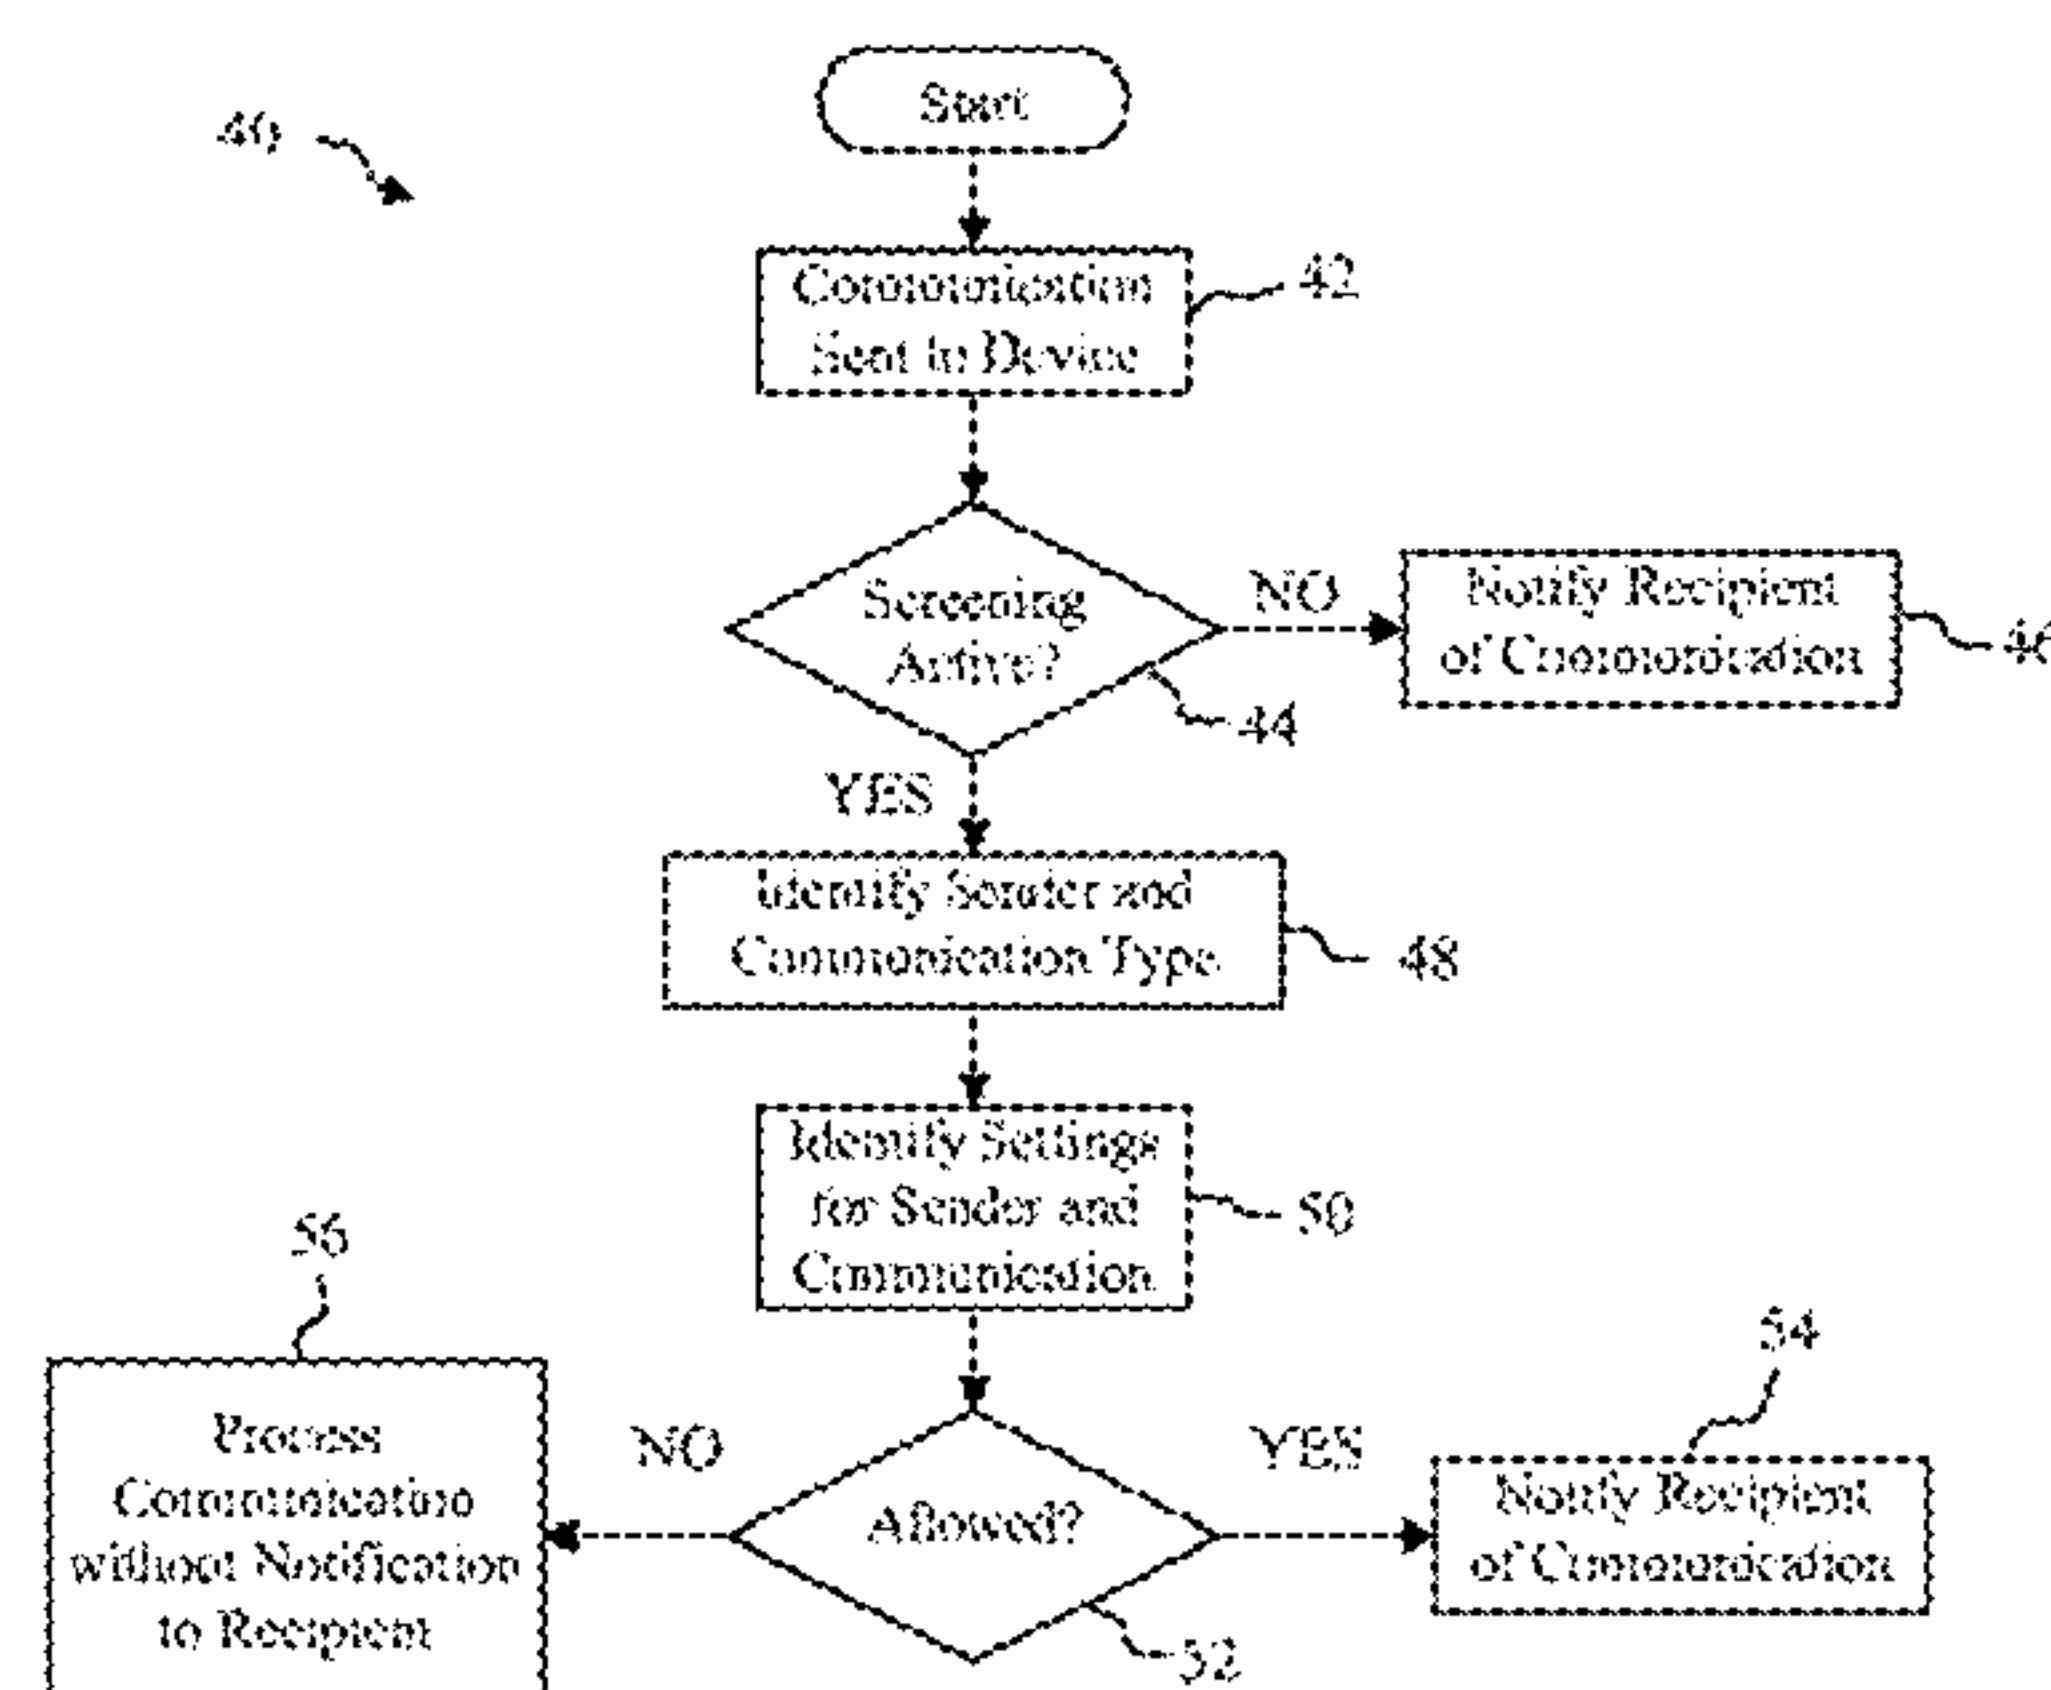 Start
40
Communication
Sent to Device
42
Screening
Active?
NO
Notify Recipient
of Communication
46
44
YES
Identify Sender and
Communication Type
48
Identify Settings
for Sender and
Communication
50
56
54
Process
Communication
without Notification
to Recipient
NO
Allowed?
YES
Notify Recipient
of Communication
52